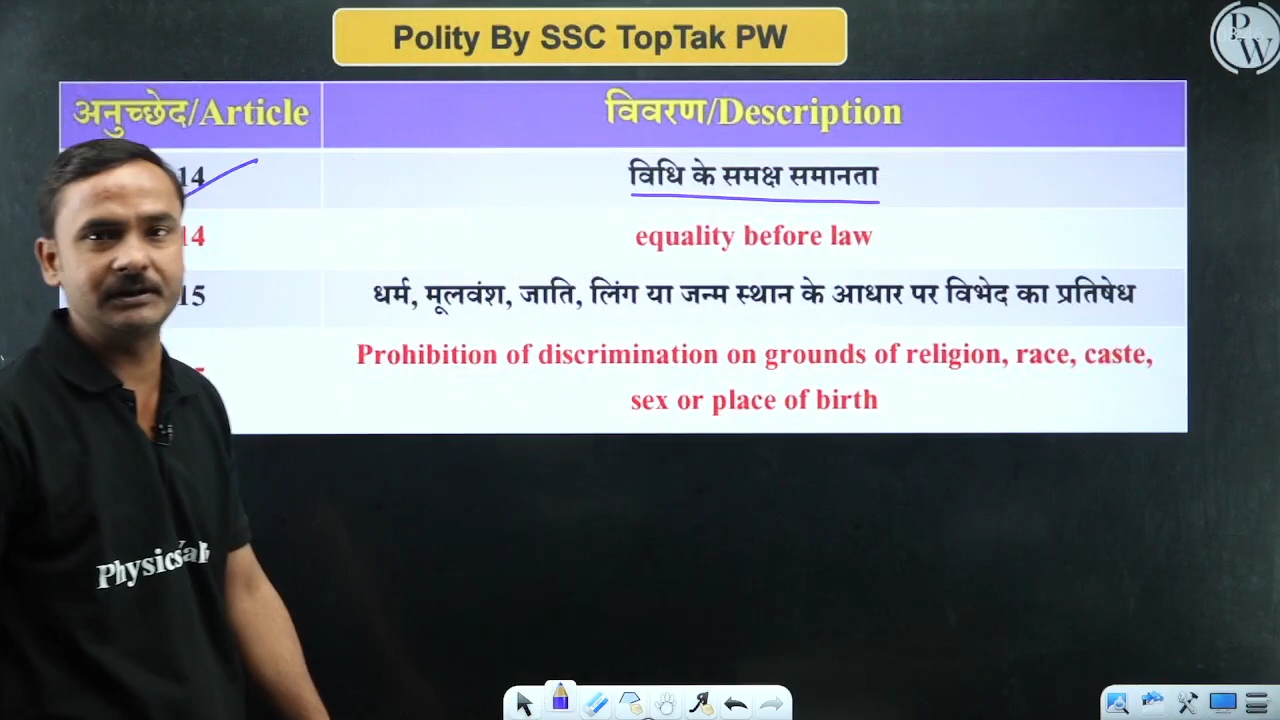 Polity By SSC TopTak PW
PW
अनुच्छेद/Article विवरण/Description
14 विधि के समक्ष समानता
14 equality before law
15 धर्म, मूलवंश, जाति, लिंग या जन्म स्थान के आधार पर विभेद का प्रतिषेध
Prohibition of discrimination on grounds of religion, race, caste,
sex or place of birth